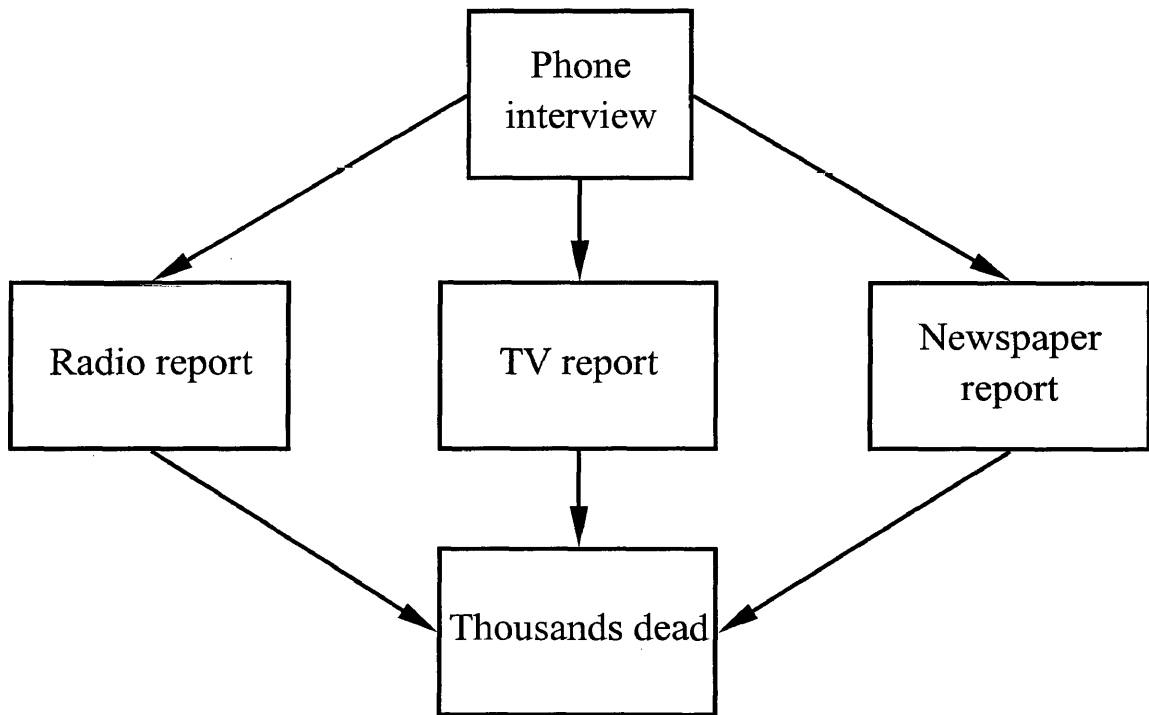 Phone
interview
Radio report
TV report
Newspaper
report
Thousands dead